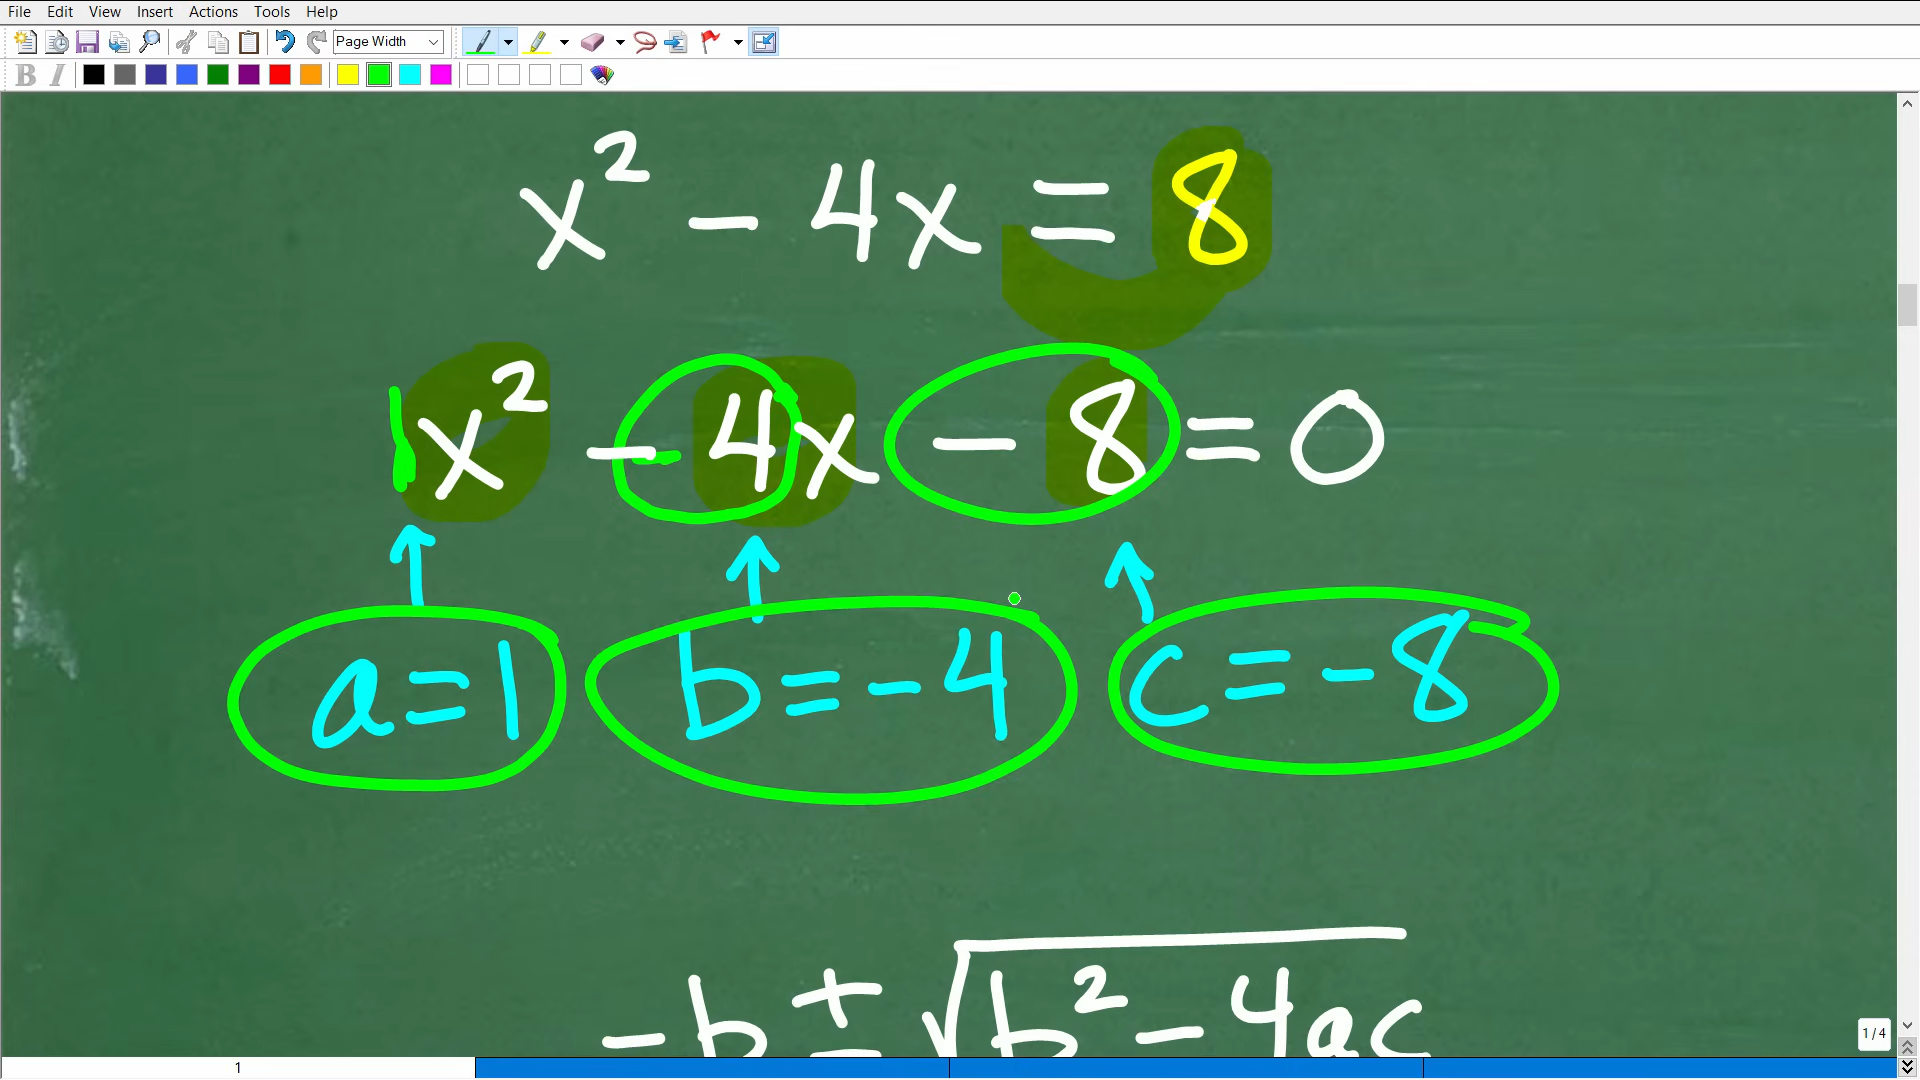 File Edit View Insert Actions Tools Help
Page Width
B I
x² - 4x = 8
1x² - 4x - 8 = 0
a = 1 b = -4 c = -8
-b ± √b² - 4ac
1 / 4
1